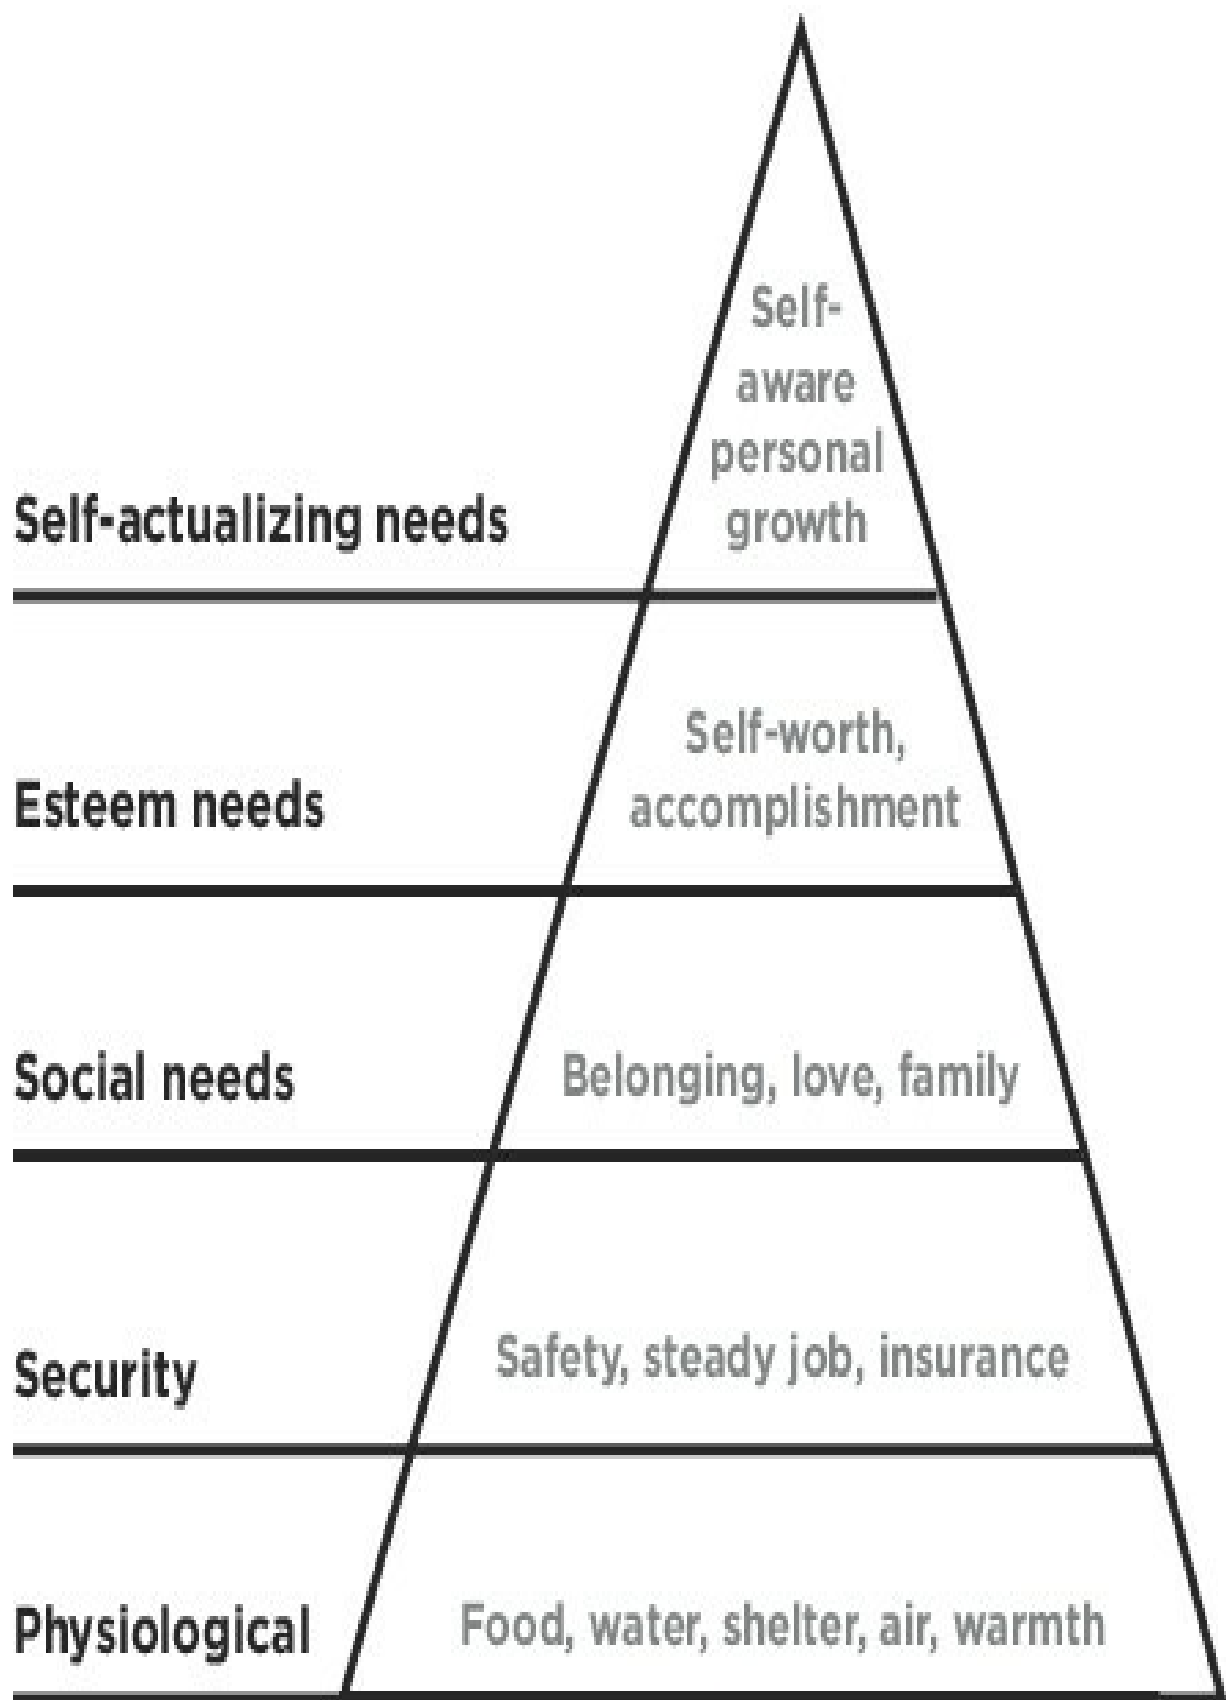 Self-
aware
personal
growth
Self-actualizing needs
Self-worth,
accomplishment
Esteem needs
Social needs
Belonging, love, family
Security
Safety, steady job, insurance
Physiological
Food, water, shelter, air, warmth